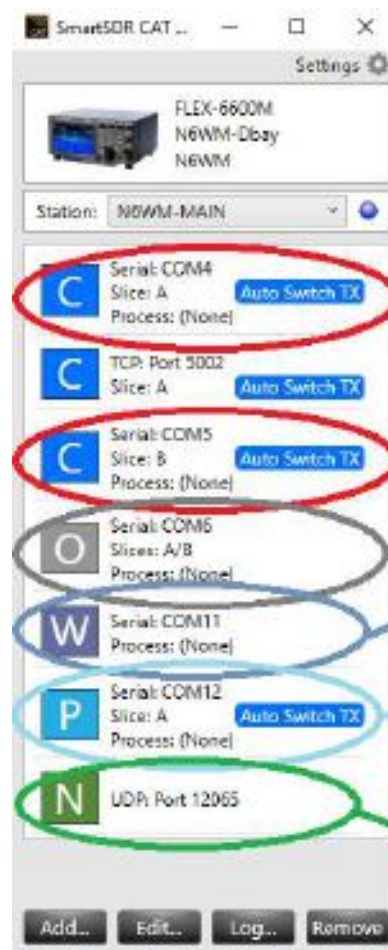 SmartSDR CAT ...
Settings
FLEX-6600M
N6WM-Dbay
N6WM
Station: N6WM-MAIN
C
Serial: COM4
Slice: A Auto Switch TX
Process: (None)
C
TCP: Port 5002
Slice: A Auto Switch TX
C
Serial: COM5
Slice: B Auto Switch TX
Process: (None)
O
Serial: COM6
Slices: A/B
Process: (None)
W
Serial: COM11
Process: (None)
P
Serial: COM12
Slice: A Auto Switch TX
Process: (None)
N
UDP: Port 12065
Add... Edit... Log... Remove